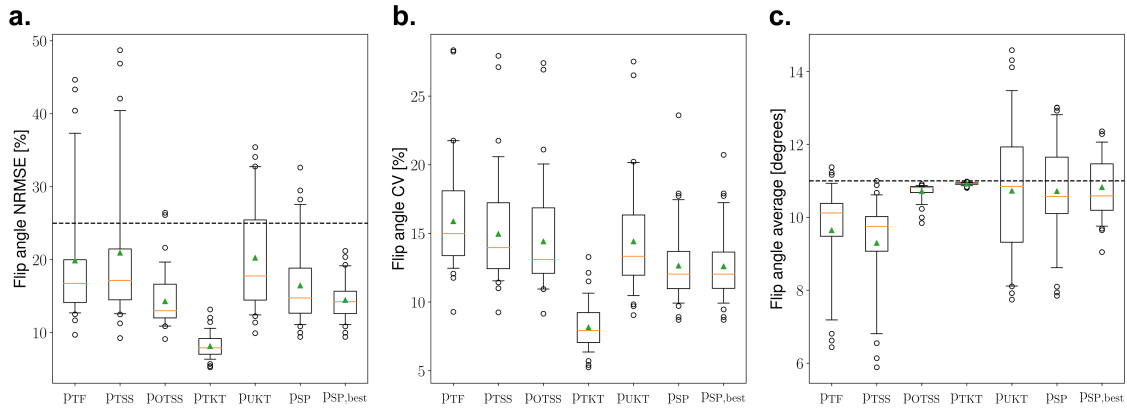 a.
Flip angle NRMSE [%]
50
40
30
20
10
pTF pTSS pOTSS pTKT pUKT pSP pSP,best
b.
Flip angle CV [%]
25
20
15
10
5
pTF pTSS pOTSS pTKT pUKT pSP pSP,best
c.
Flip angle average [degrees]
14
12
10
8
6
pTF pTSS pOTSS pTKT pUKT pSP pSP,best